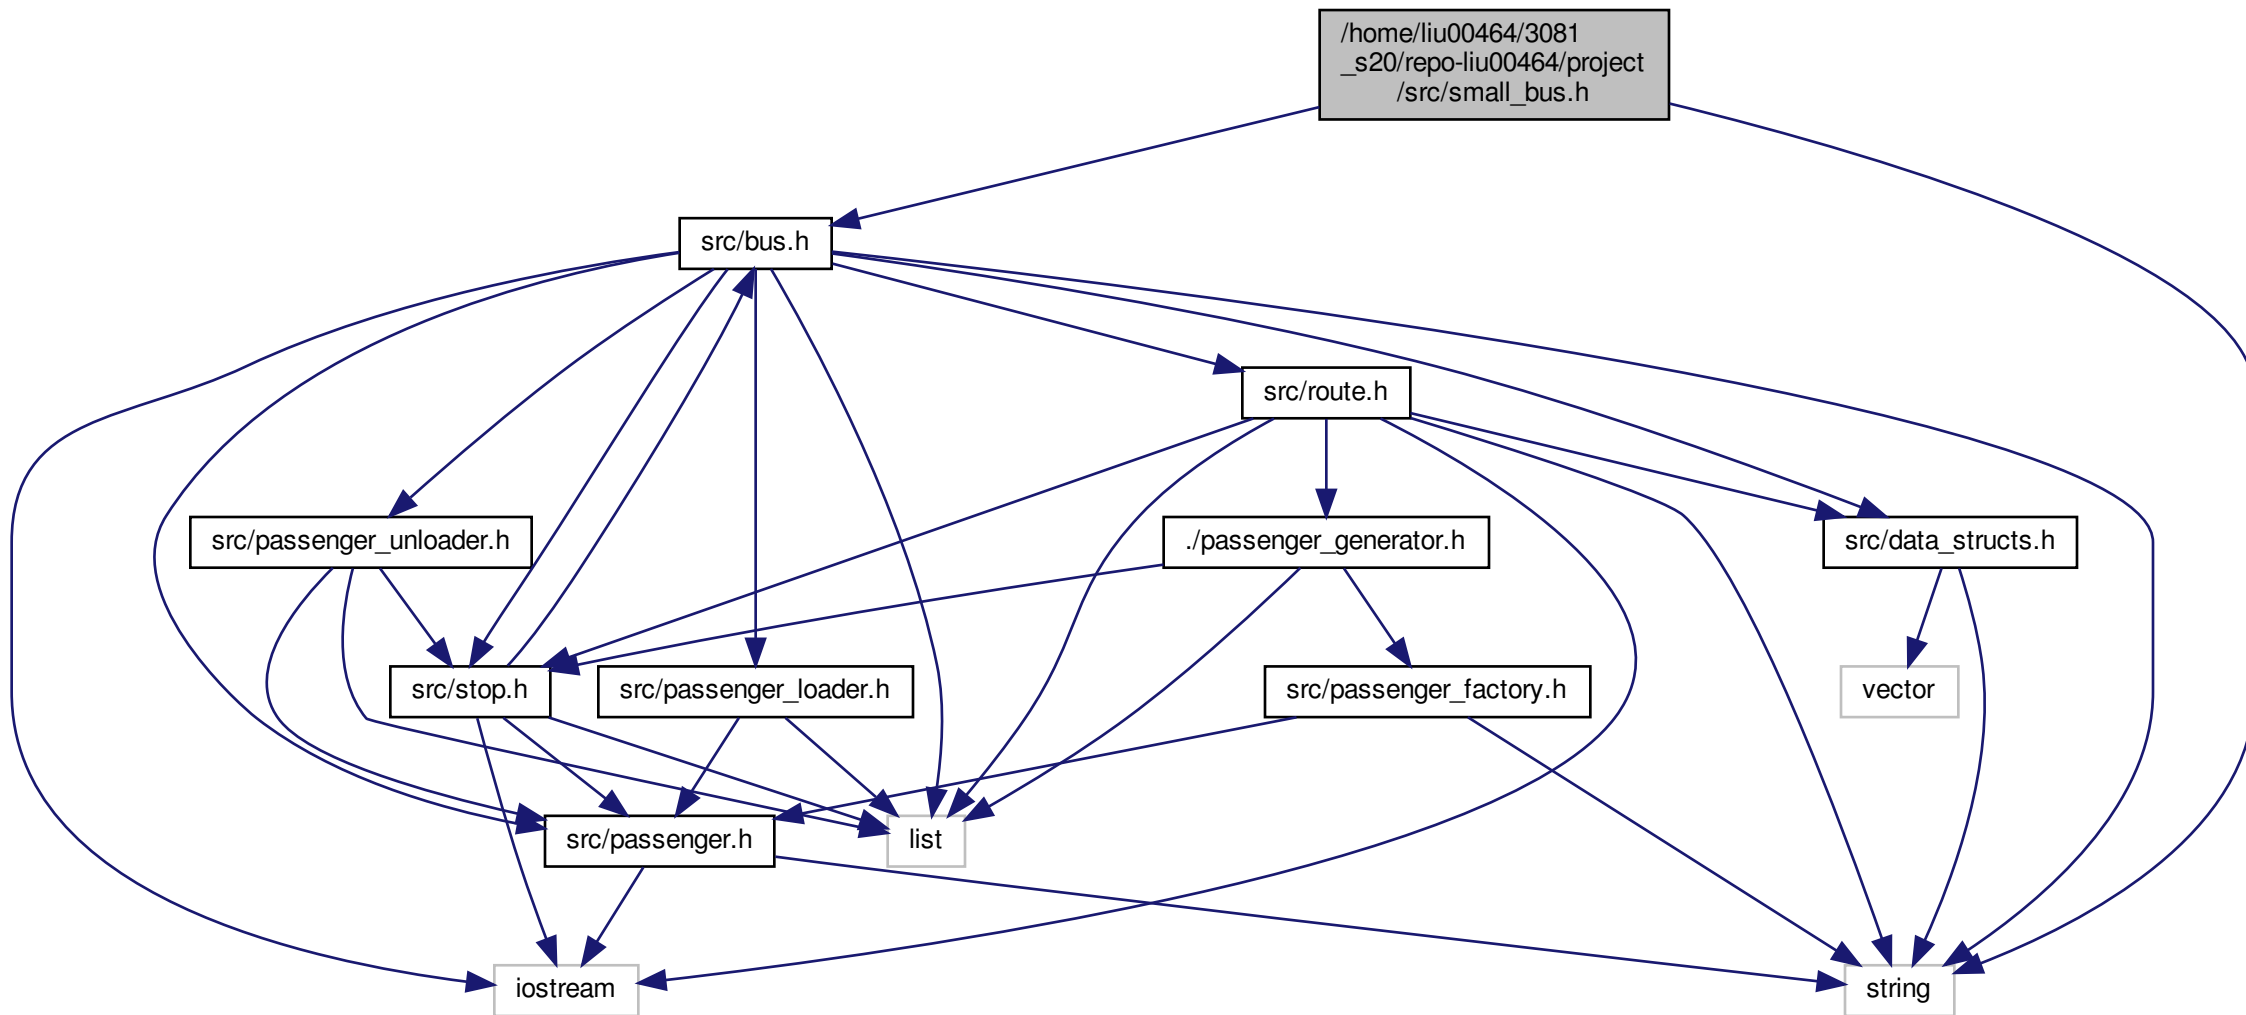 /home/liu00464/3081
_s20/repo-liu00464/project
/src/small_bus.h
src/bus.h
src/route.h
src/passenger_unloader.h
./passenger_generator.h
src/data_structs.h
src/stop.h
src/passenger_loader.h
src/passenger_factory.h
vector
src/passenger.h
list
iostream
string